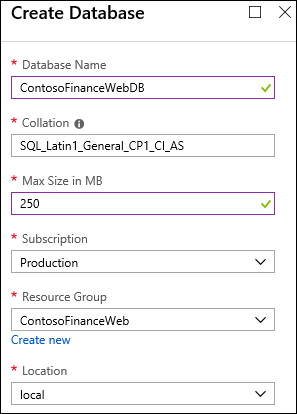 Create Database
* Database Name
ContosoFinanceWebDB
* Collation
SQL_Latin1_General_CP1_CI_AS
* Max Size in MB
250
* Subscription
Production
* Resource Group
ContosoFinanceWeb
Create new
* Location
local